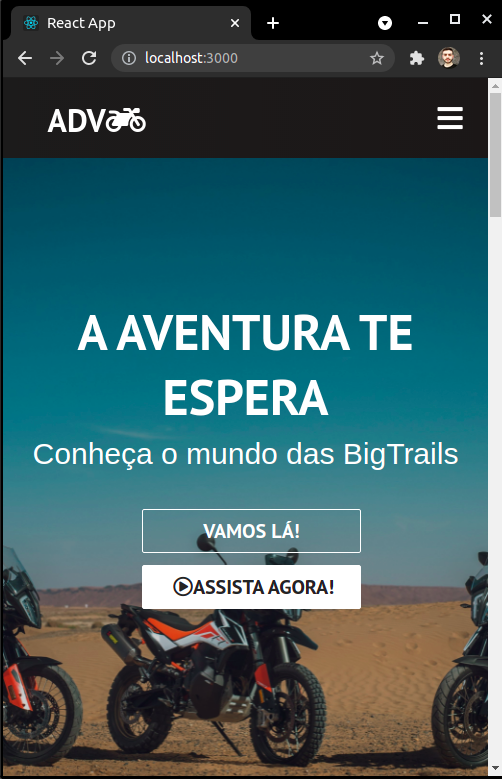 React App
localhost:3000
ADV
A AVENTURA TE
ESPERA
Conheça o mundo das BigTrails
VAMOS LÁ!
ASSISTA AGORA!